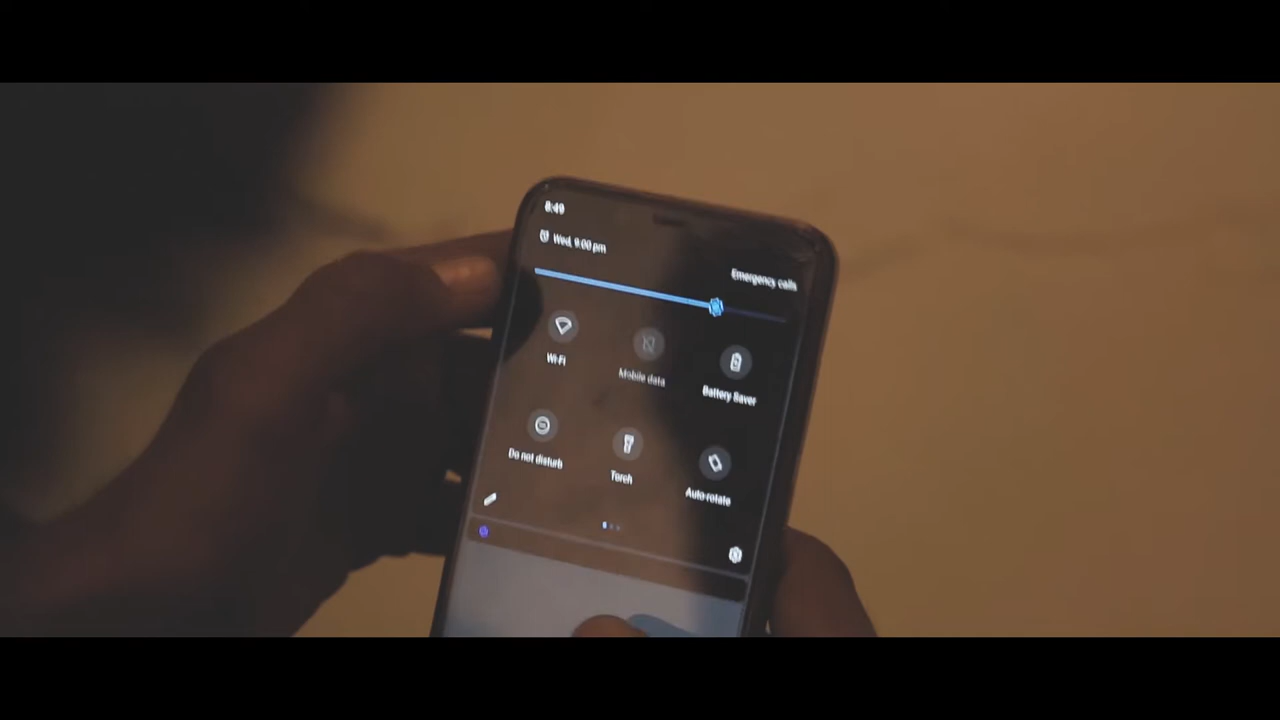 8:49
Wed, 9:00 pm
Emergency calls
Wi-Fi
Mobile data
Battery Saver
Do not disturb
Torch
Auto-rotate